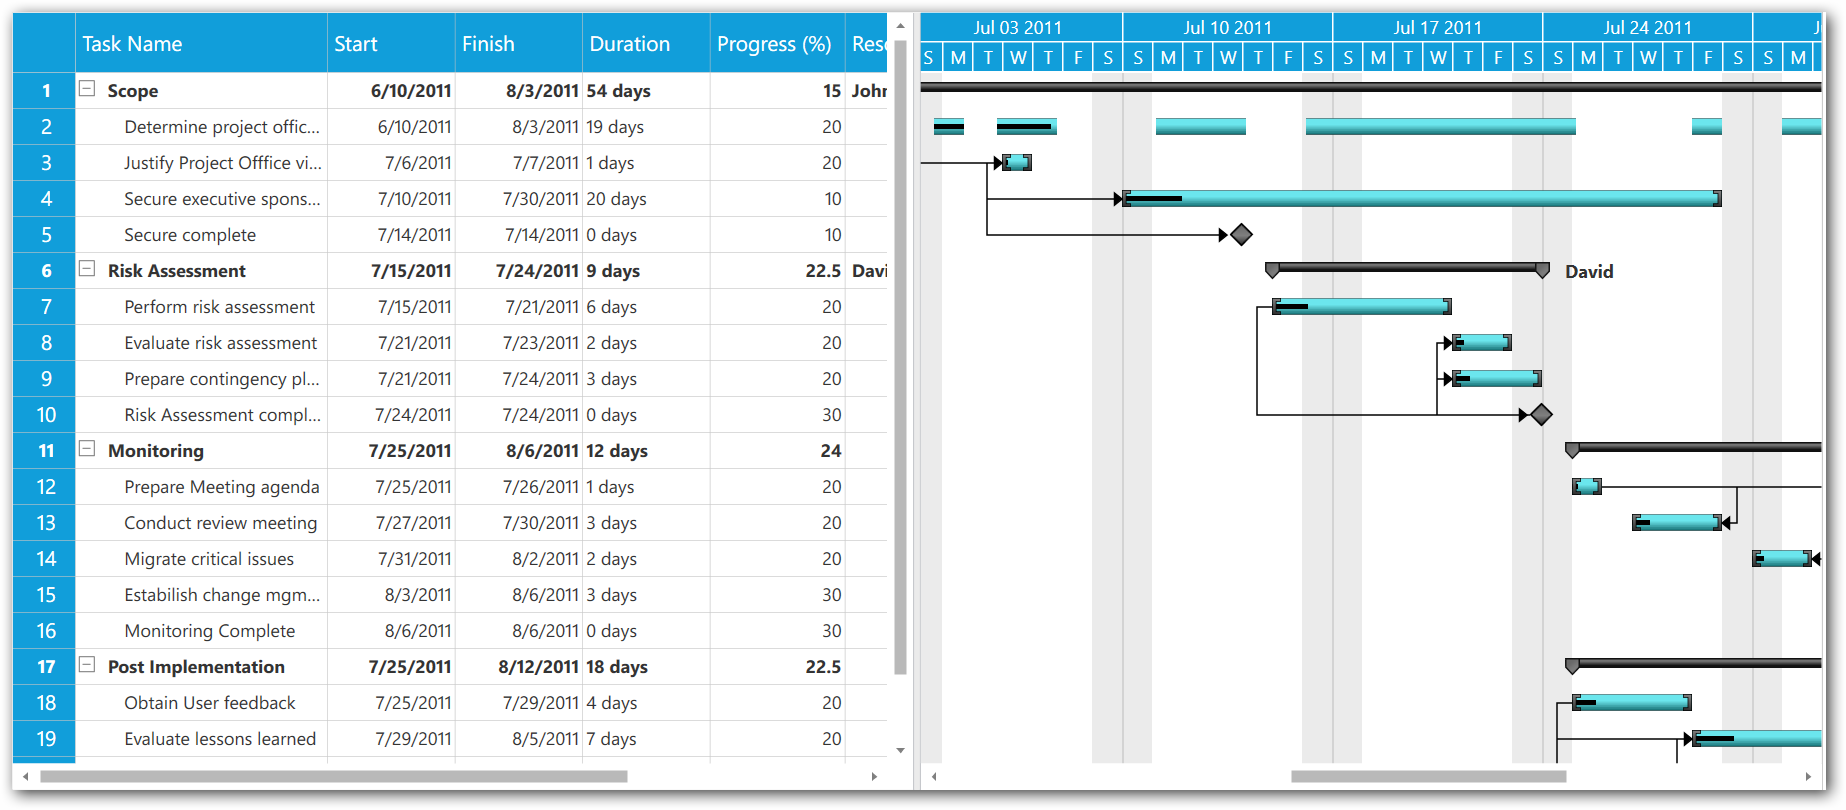 Task Name Start Finish Duration Progress (%) Reso
1 Scope 6/10/2011 8/3/2011 54 days 15 John
2 Determine project offic... 6/10/2011 8/3/2011 19 days 20
3 Justify Project Offfice vi... 7/6/2011 7/7/2011 1 days 20
4 Secure executive spons... 7/10/2011 7/30/2011 20 days 10
5 Secure complete 7/14/2011 7/14/2011 0 days 10
6 Risk Assessment 7/15/2011 7/24/2011 9 days 22.5 Davi
7 Perform risk assessment 7/15/2011 7/21/2011 6 days 20
8 Evaluate risk assessment 7/21/2011 7/23/2011 2 days 20
9 Prepare contingency pl... 7/21/2011 7/24/2011 3 days 20
10 Risk Assessment compl... 7/24/2011 7/24/2011 0 days 30
11 Monitoring 7/25/2011 8/6/2011 12 days 24
12 Prepare Meeting agenda 7/25/2011 7/26/2011 1 days 20
13 Conduct review meeting 7/27/2011 7/30/2011 3 days 20
14 Migrate critical issues 7/31/2011 8/2/2011 2 days 20
15 Estabilish change mgm... 8/3/2011 8/6/2011 3 days 30
16 Monitoring Complete 8/6/2011 8/6/2011 0 days 30
17 Post Implementation 7/25/2011 8/12/2011 18 days 22.5
18 Obtain User feedback 7/25/2011 7/29/2011 4 days 20
19 Evaluate lessons learned 7/29/2011 8/5/2011 7 days 20
Jul 03 2011 Jul 10 2011 Jul 17 2011 Jul 24 2011
S M T W T F S S M T W T F S S M T W T F S S M T W T F S S M T
David